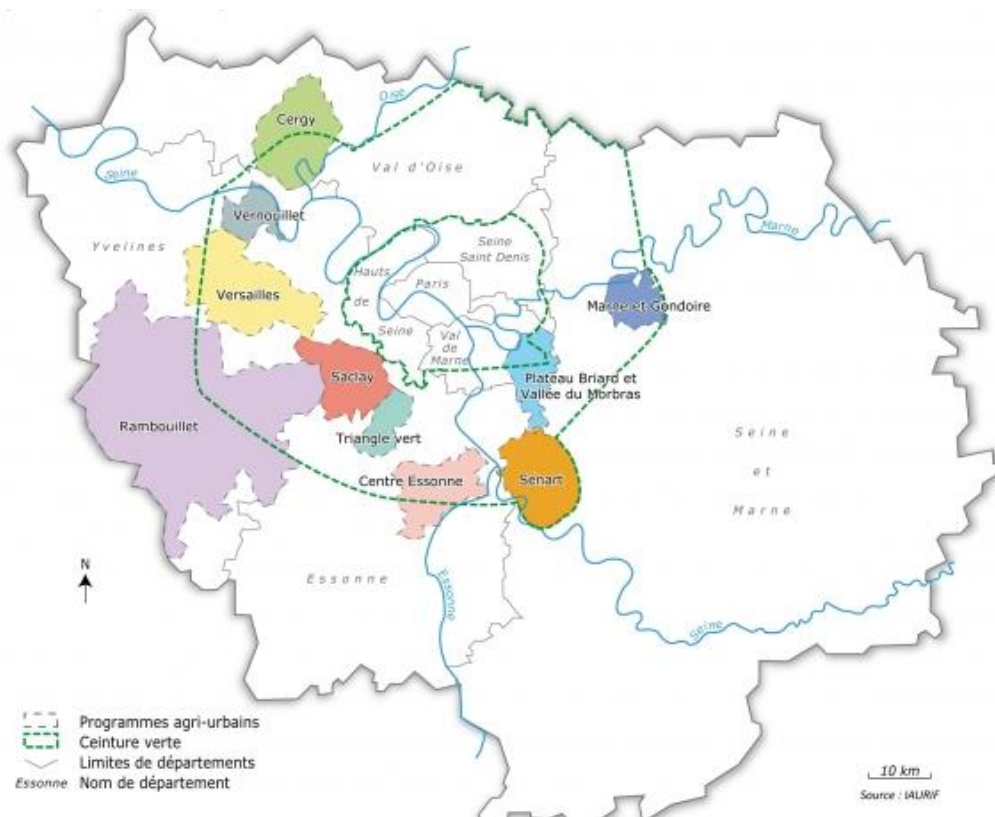 Oise
Cergy
Val d'Oise
Seine
Vernouillet
Marne
Yvelines
Seine
Saint Denis
Hauts
de
Seine
Paris
Versailles
Marne et Gondoire
Val
de
Marne
Saclay
Plateau Briard et
Vallée du Morbras
Rambouillet
Triangle vert
Seine
et
Marne
Centre Essonne
Sénart
N
Essonne
Essonne
Seine
Programmes agri-urbains
Ceinture verte
Limites de départements
Essonne Nom de département
10 km
Source : IAURIF